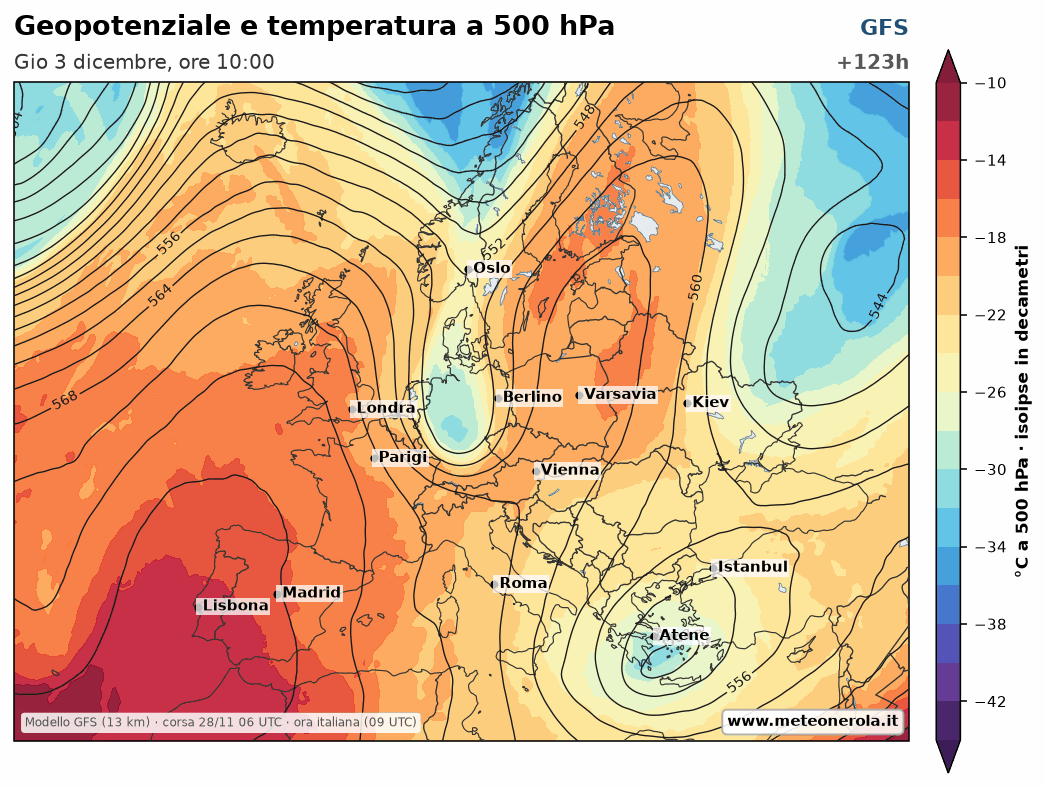 Geopotenziale e temperatura a 500 hPa
GFS
Gio 3 dicembre, ore 10:00
+123h
548
552
556
564
560
568
544
556
Oslo
Londra
Berlino
Varsavia
Kiev
Parigi
Vienna
Istanbul
Roma
Madrid
Lisbona
Atene
Modello GFS (13 km) · corsa 28/11 06 UTC · ora italiana (09 UTC)
www.meteonerola.it
−10
−14
−18
−22
−26
−30
−34
−38
−42
°C a 500 hPa · isoipse in decametri